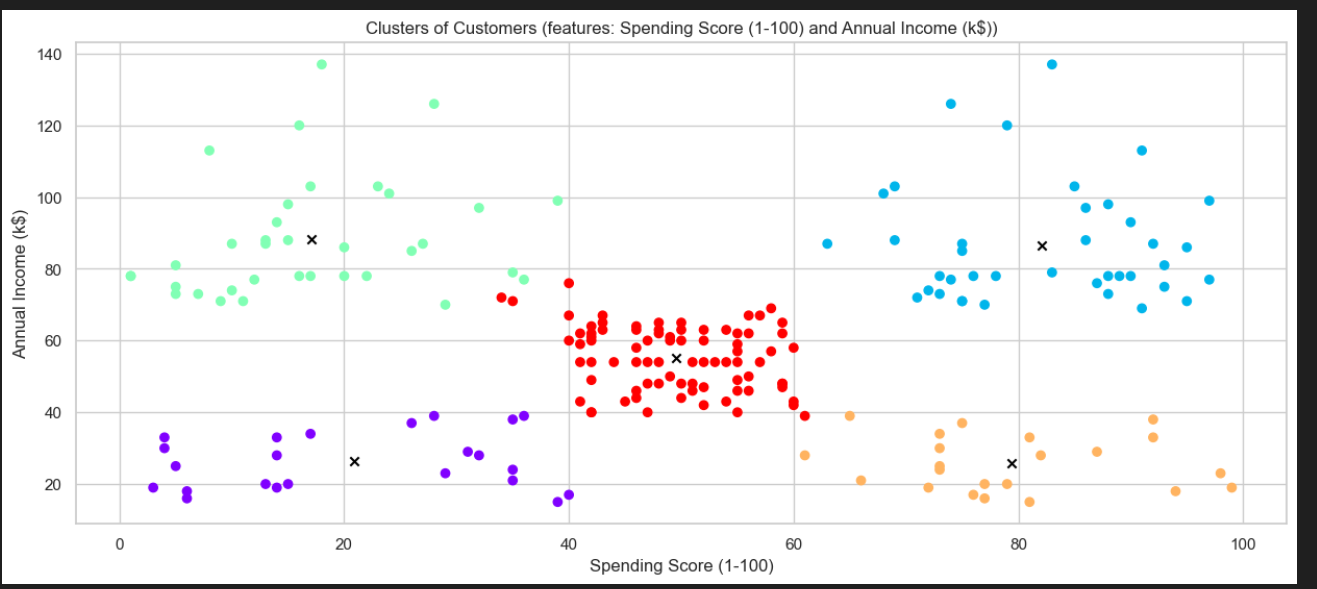 Clusters of Customers (features: Spending Score (1-100) and Annual Income (k$))
Annual Income (k$)
140
120
100
80
60
40
20
0 20 40 60 80 100
Spending Score (1-100)